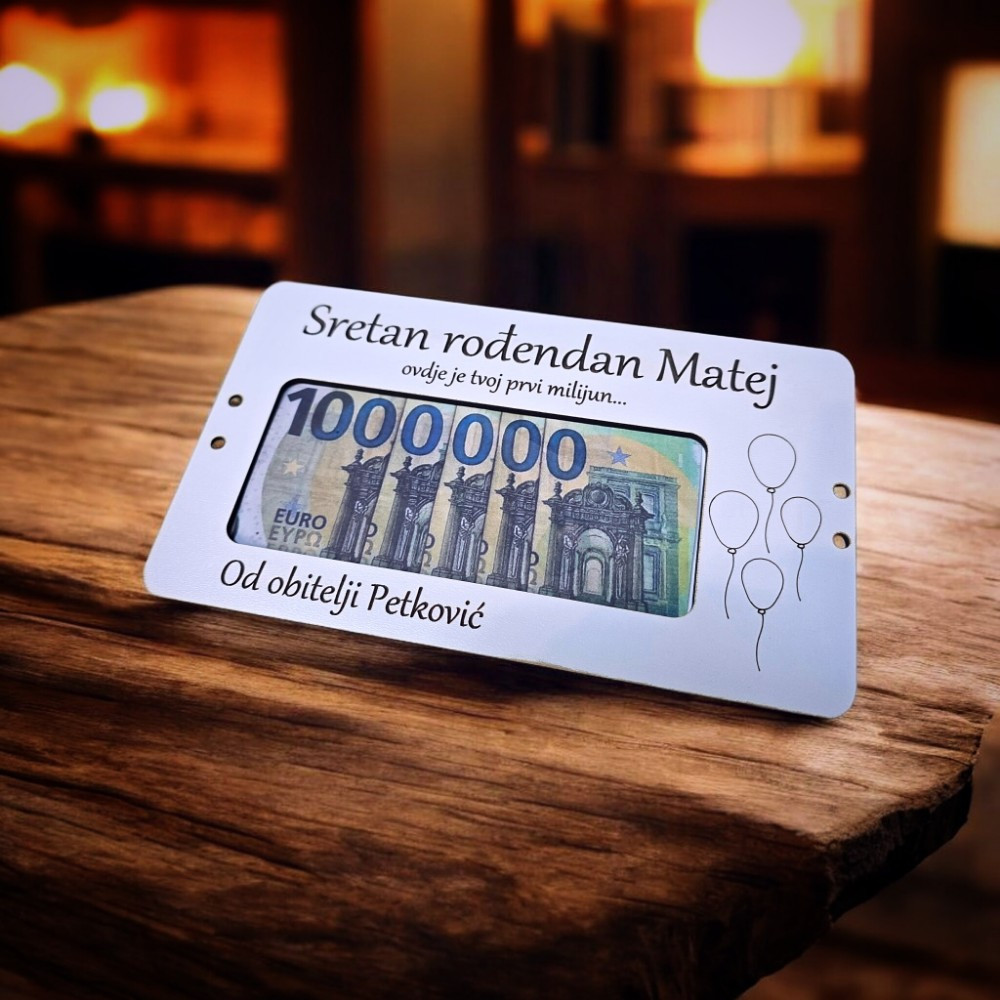 Sretan rođendan Matej
ovdje je tvoj prvi milijun...
1000000
EURO
ΕΥΡΩ
Od obitelji Petković